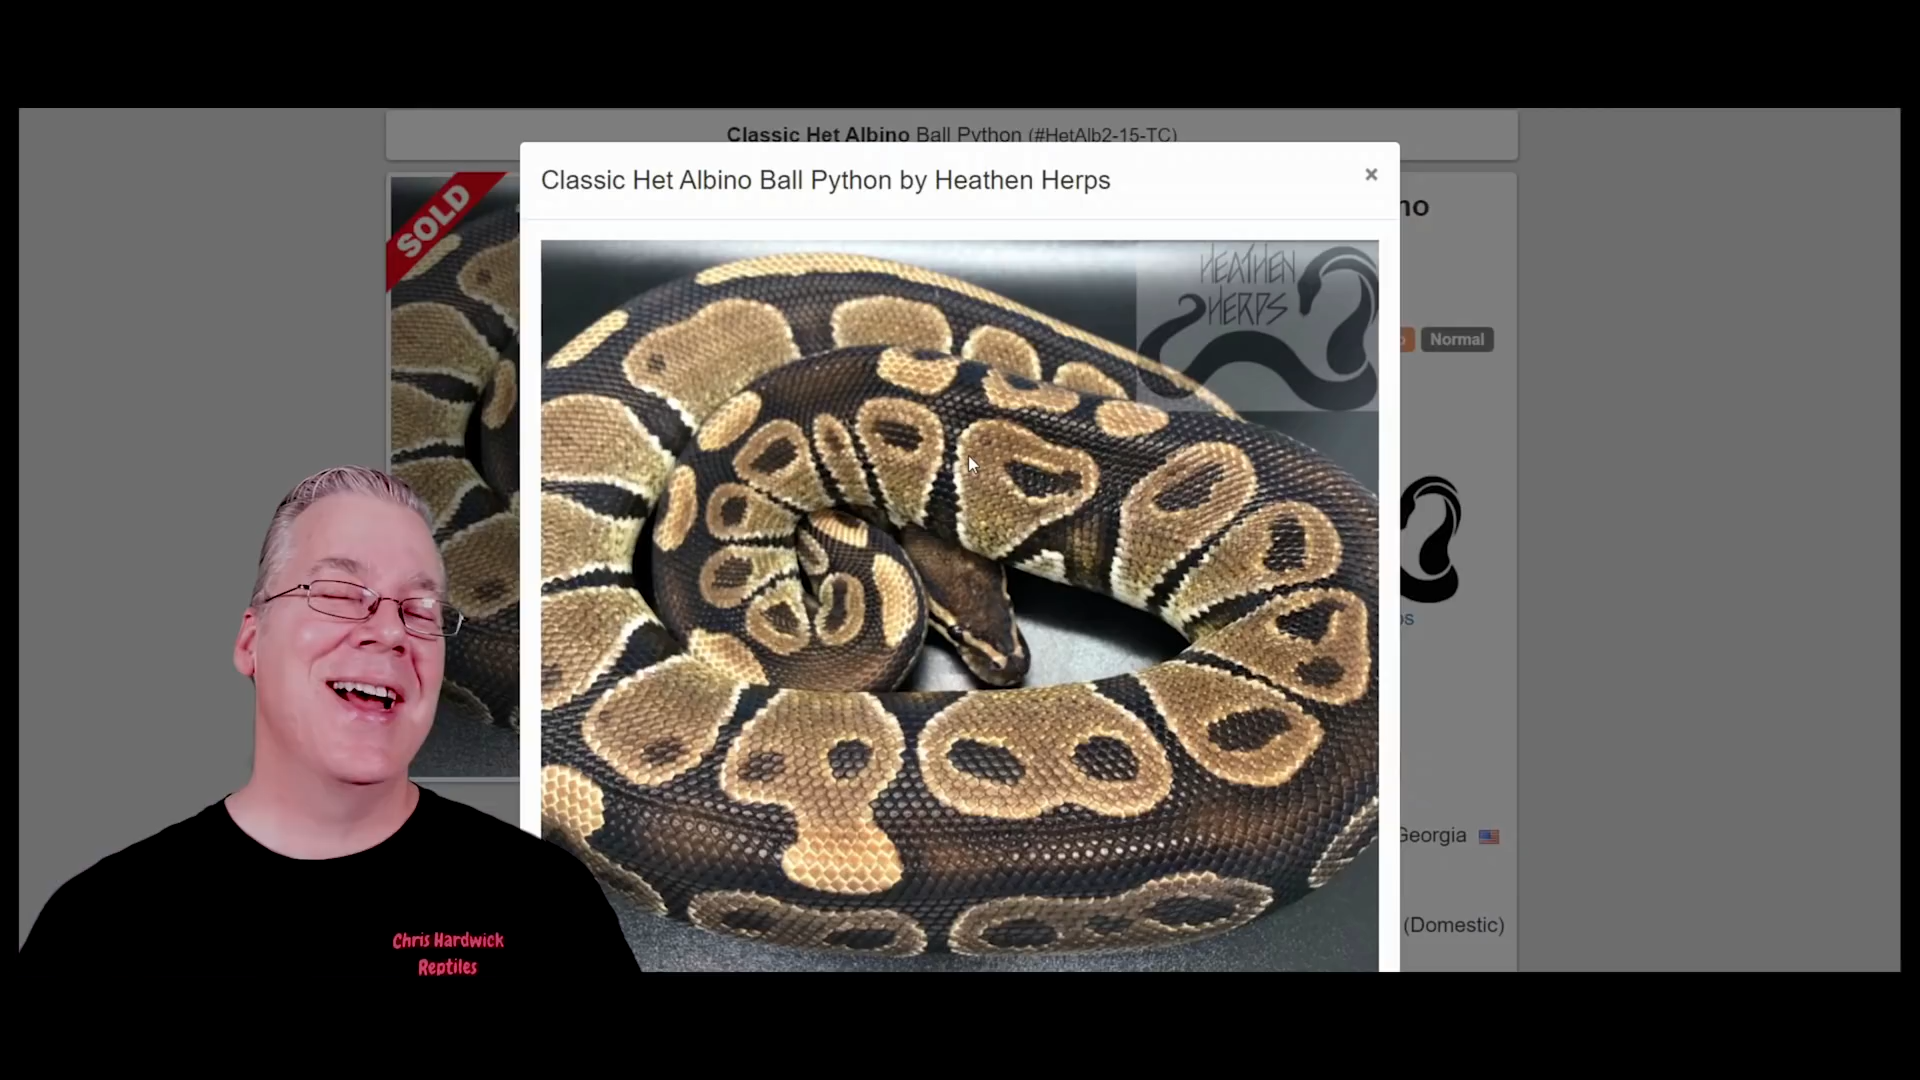 Classic Het Albino Ball Python (#HetAlb2-15-TC)
Classic Het Albino Ball Python by Heathen Herps
×
SOLD
no
HEATHEN
HERPS
Normal
Georgia
(Domestic)
Chris Hardwick
Reptiles